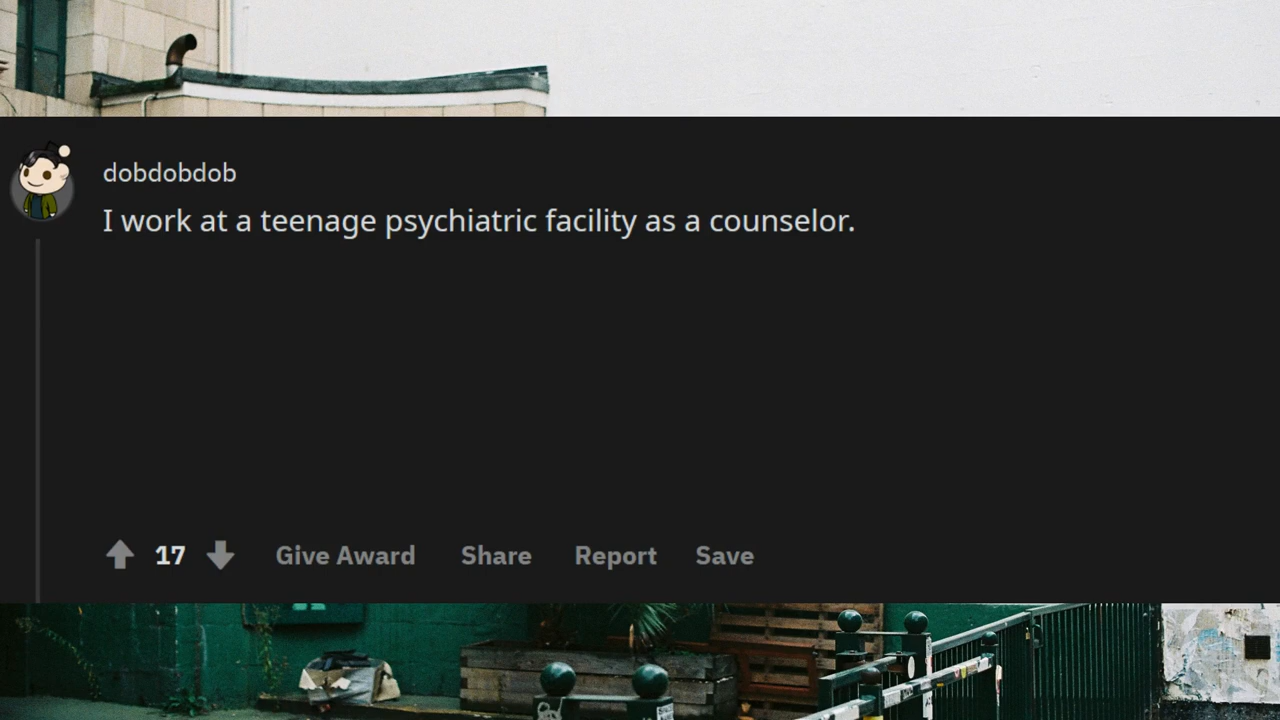 dobdobdob
I work at a teenage psychiatric facility as a counselor.
17 Give Award Share Report Save